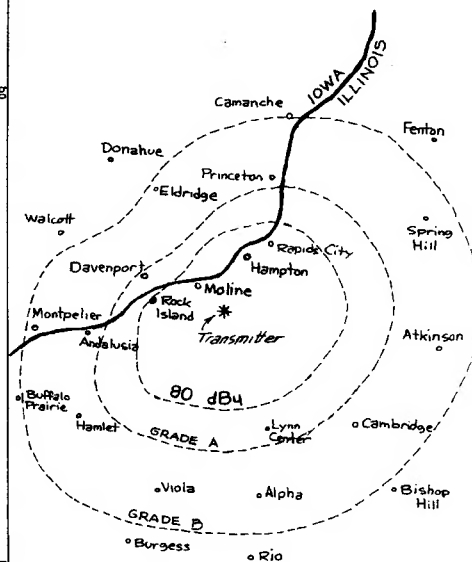 IOWA
ILLINOIS
Camanche
Fenton
Donahue
Princeton
Eldridge
Walcott
Spring
Hill
Rapids City
Davenport
Hampton
Moline
Rock
Island
Montpelier
Andalusia
Transmitter
Atkinson
80 dBu
Buffalo
Prairie
Hamlet
GRADE A
Lynn
Center
Cambridge
Viola
Alpha
Bishop
Hill
GRADE B
Burgess
Rio